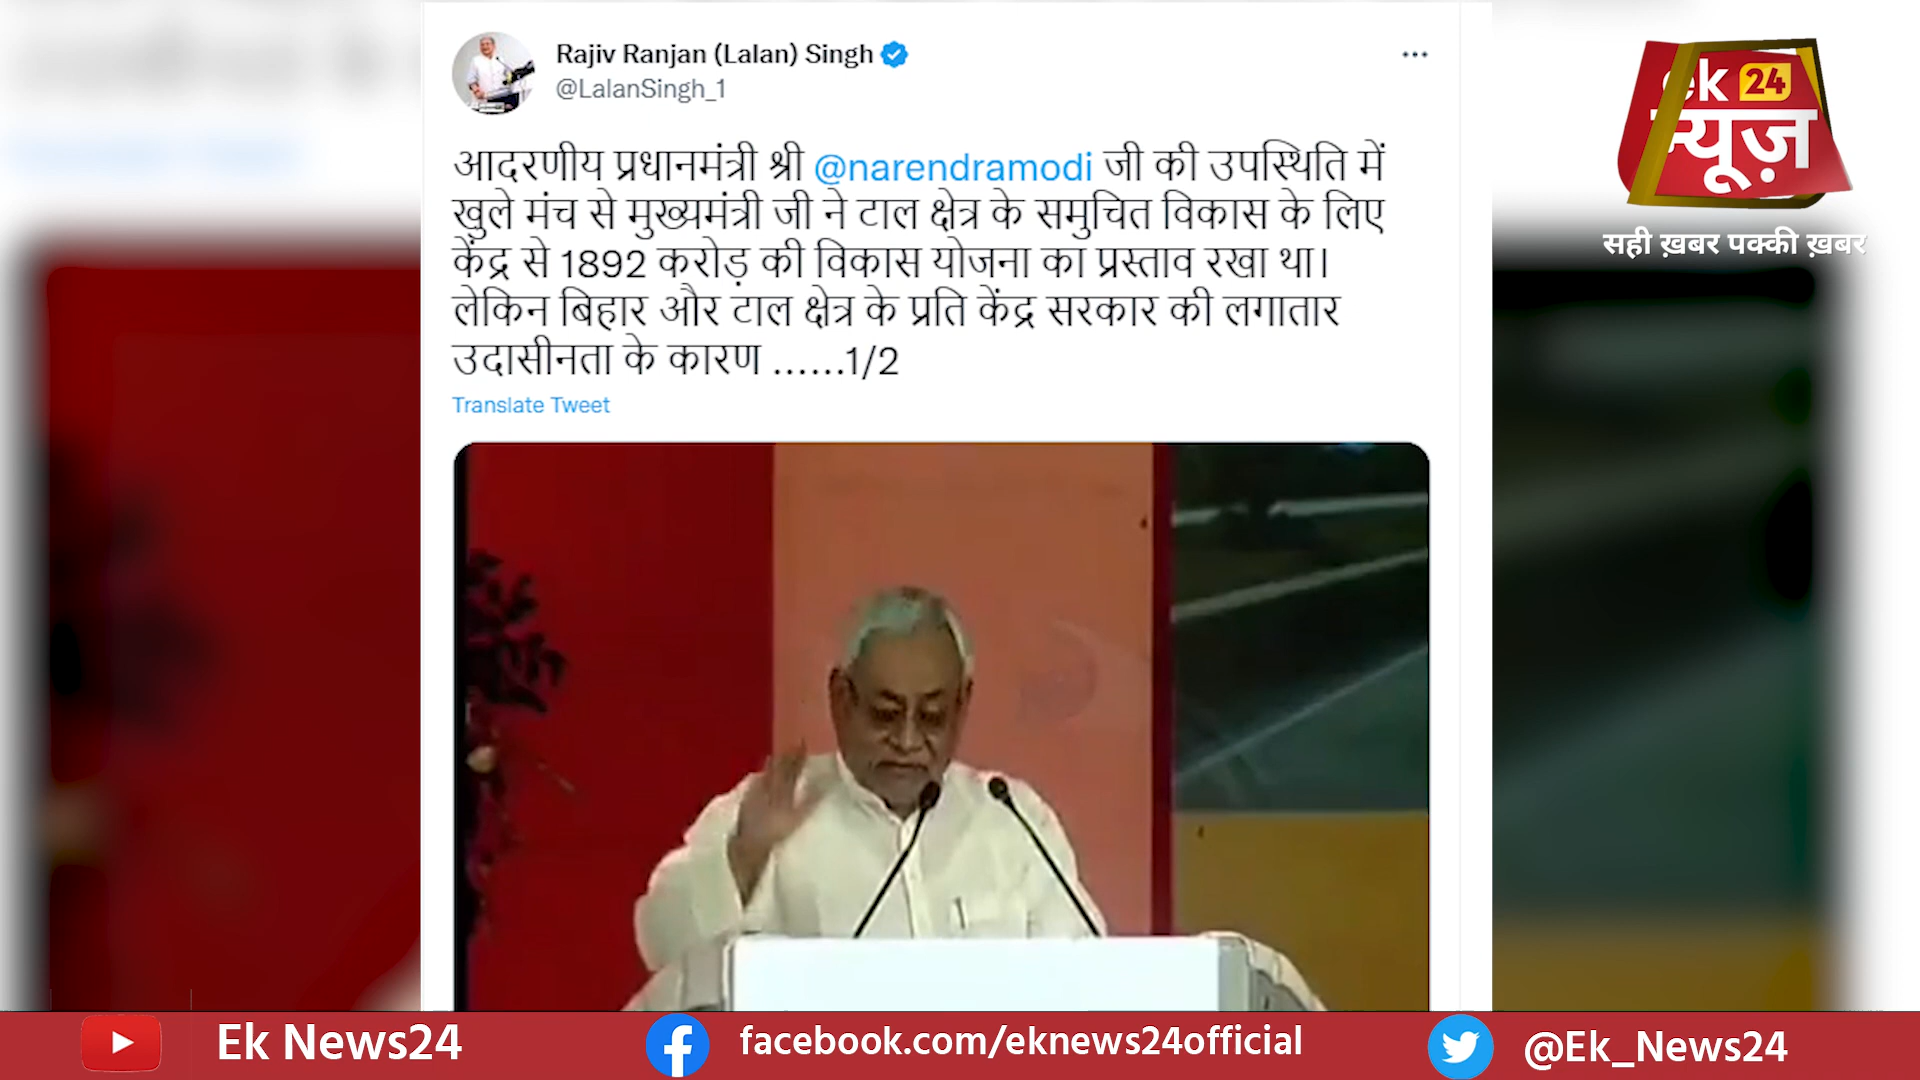 Rajiv Ranjan (Lalan) Singh
@LalanSingh_1
आदरणीय प्रधानमंत्री श्री @narendramodi जी की उपस्थिति में
खुले मंच से मुख्यमंत्री जी ने टाल क्षेत्र के समुचित विकास के लिए
केंद्र से 1892 करोड़ की विकास योजना का प्रस्ताव रखा था।
लेकिन बिहार और टाल क्षेत्र के प्रति केंद्र सरकार की लगातार
उदासीनता के कारण ......1/2
Translate Tweet
ek 24
न्यूज़
सही ख़बर पक्की ख़बर
Ek News24
facebook.com/eknews24official
@Ek_News24